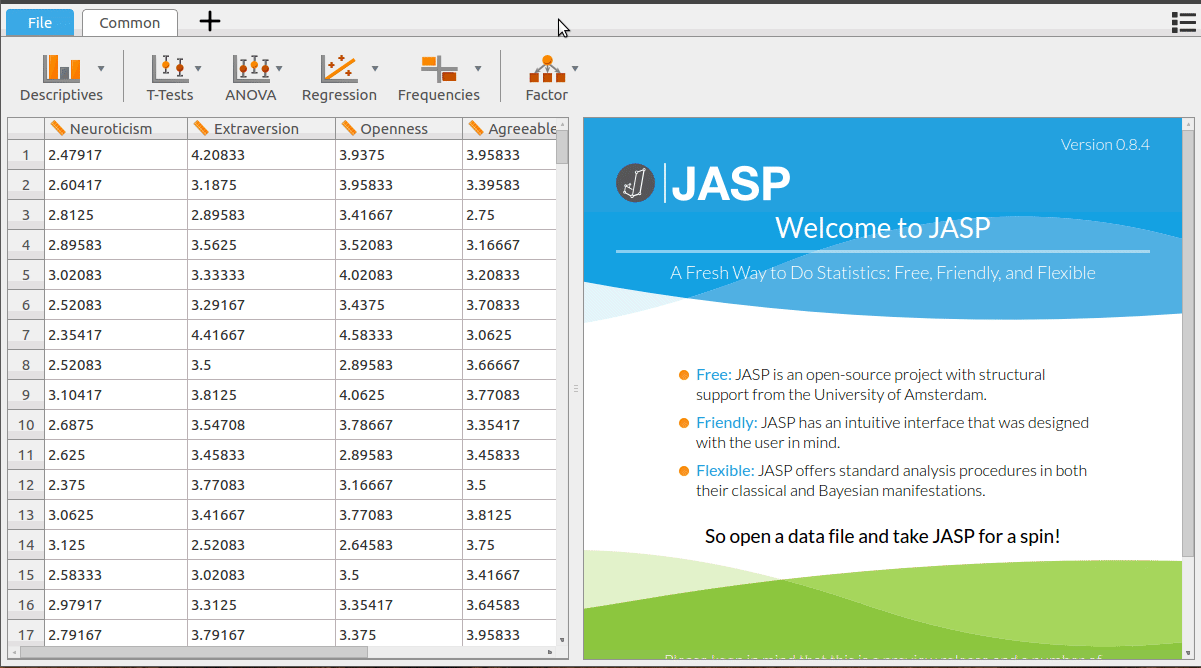 File Common
Descriptives T-Tests ANOVA Regression Frequencies Factor
Neuroticism Extraversion Openness Agreeable
1 2.47917 4.20833 3.9375 3.95833
2 2.60417 3.1875 3.95833 3.39583
3 2.8125 2.89583 3.41667 2.75
4 2.89583 3.5625 3.52083 3.16667
5 3.02083 3.33333 4.02083 3.20833
6 2.52083 3.29167 3.4375 3.70833
7 2.35417 4.41667 4.58333 3.0625
8 2.52083 3.5 2.89583 3.66667
9 3.10417 3.8125 4.0625 3.77083
10 2.6875 3.54708 3.78667 3.35417
11 2.625 3.45833 2.89583 3.45833
12 2.375 3.77083 3.16667 3.5
13 3.0625 3.41667 3.77083 3.8125
14 3.125 2.52083 2.64583 3.75
15 2.58333 3.02083 3.5 3.41667
16 2.97917 3.3125 3.35417 3.64583
17 2.79167 3.79167 3.375 3.95833
Version 0.8.4
JASP
Welcome to JASP
A Fresh Way to Do Statistics: Free, Friendly, and Flexible
Free: JASP is an open-source project with structural
support from the University of Amsterdam.
Friendly: JASP has an intuitive interface that was designed
with the user in mind.
Flexible: JASP offers standard analysis procedures in both
their classical and Bayesian manifestations.
So open a data file and take JASP for a spin!
Please keep in mind that this is a preview release and a number of